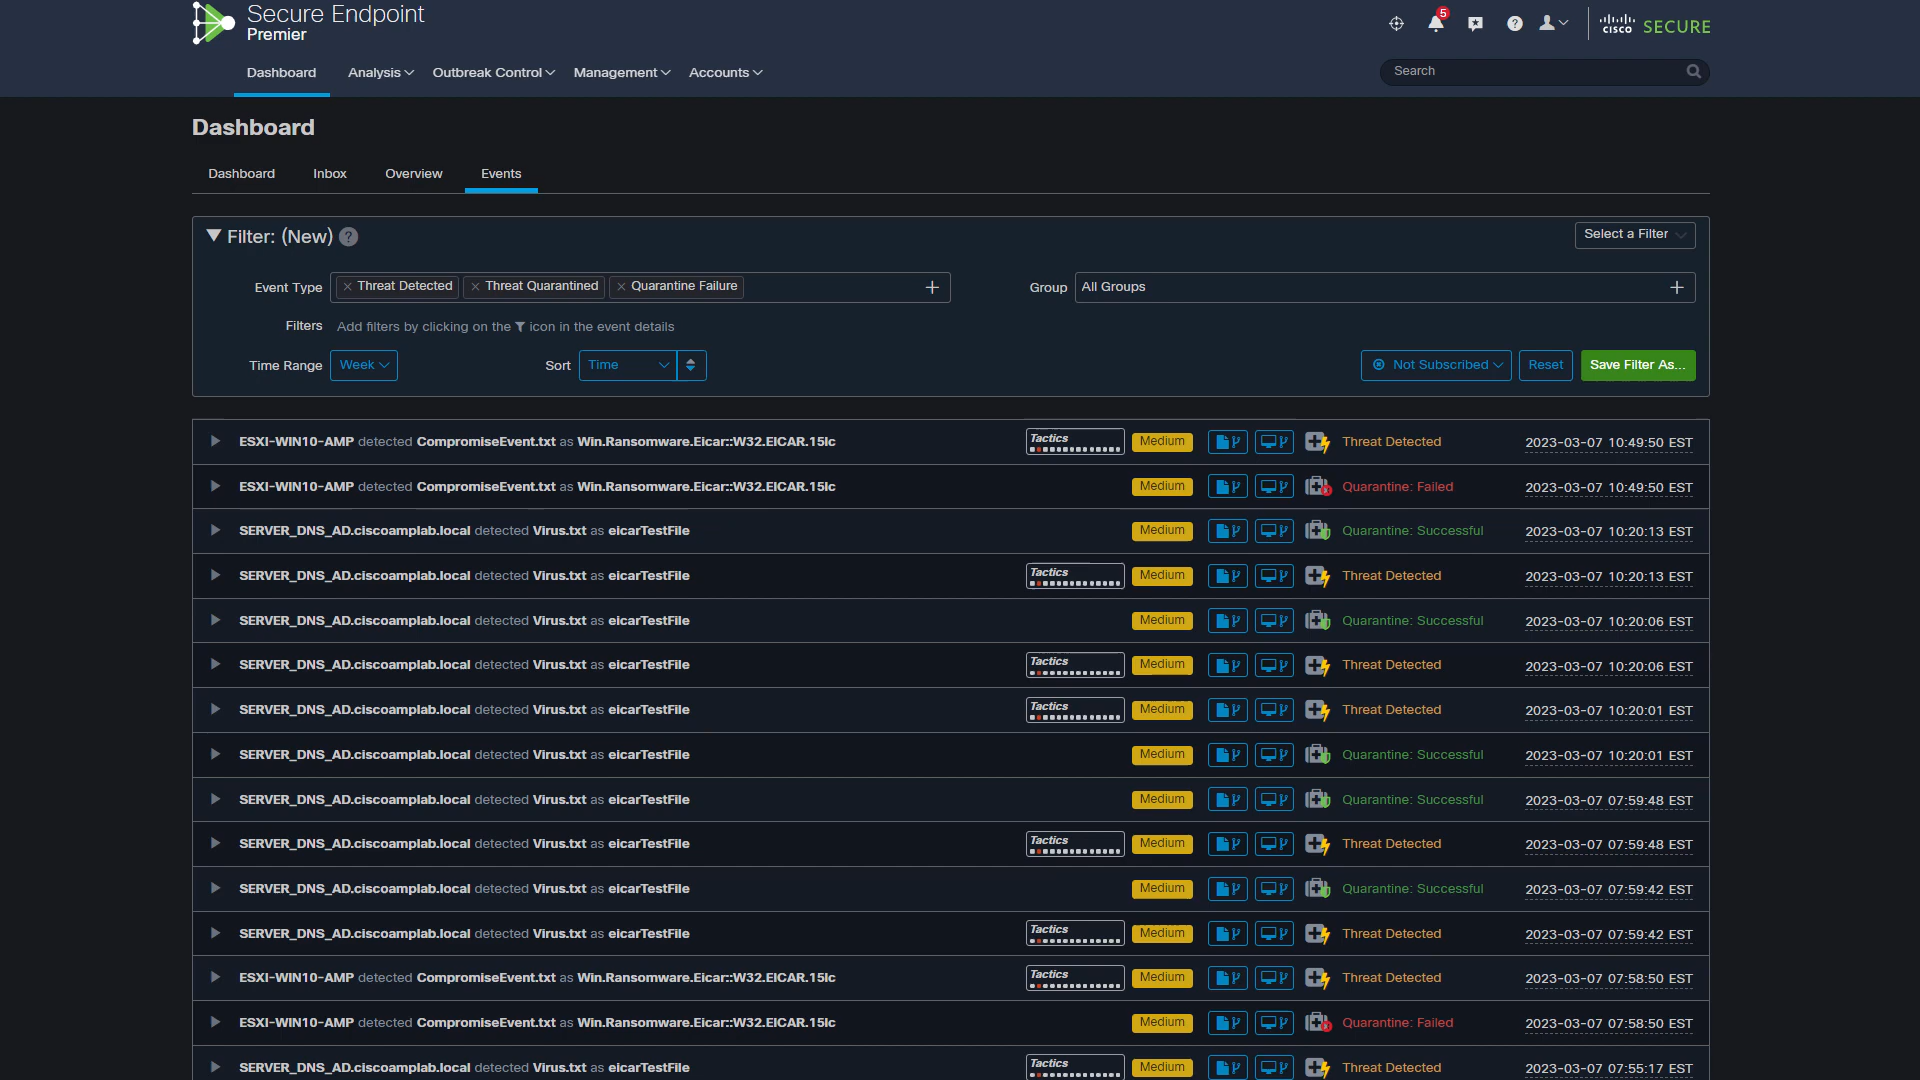 Secure Endpoint
Premier
5
?
cisco SECURE
Dashboard Analysis Outbreak Control Management Accounts
Search
Dashboard
Dashboard Inbox Overview Events
Filter: (New) ?
Select a Filter
Event Type Threat Detected Threat Quarantined Quarantine Failure +
Group All Groups +
Filters Add filters by clicking on the icon in the event details
Time Range Week Sort Time Not Subscribed Reset Save Filter As...
ESXI-WIN10-AMP detected CompromiseEvent.txt as Win.Ransomware.Eicar::W32.EICAR.15lc Tactics Medium Threat Detected 2023-03-07 10:49:50 EST
ESXI-WIN10-AMP detected CompromiseEvent.txt as Win.Ransomware.Eicar::W32.EICAR.15lc Medium Quarantine: Failed 2023-03-07 10:49:50 EST
SERVER_DNS_AD.ciscoamplab.local detected Virus.txt as eicarTestFile Medium Quarantine: Successful 2023-03-07 10:20:13 EST
SERVER_DNS_AD.ciscoamplab.local detected Virus.txt as eicarTestFile Tactics Medium Threat Detected 2023-03-07 10:20:13 EST
SERVER_DNS_AD.ciscoamplab.local detected Virus.txt as eicarTestFile Medium Quarantine: Successful 2023-03-07 10:20:06 EST
SERVER_DNS_AD.ciscoamplab.local detected Virus.txt as eicarTestFile Tactics Medium Threat Detected 2023-03-07 10:20:06 EST
SERVER_DNS_AD.ciscoamplab.local detected Virus.txt as eicarTestFile Tactics Medium Threat Detected 2023-03-07 10:20:01 EST
SERVER_DNS_AD.ciscoamplab.local detected Virus.txt as eicarTestFile Medium Quarantine: Successful 2023-03-07 10:20:01 EST
SERVER_DNS_AD.ciscoamplab.local detected Virus.txt as eicarTestFile Medium Quarantine: Successful 2023-03-07 07:59:48 EST
SERVER_DNS_AD.ciscoamplab.local detected Virus.txt as eicarTestFile Tactics Medium Threat Detected 2023-03-07 07:59:48 EST
SERVER_DNS_AD.ciscoamplab.local detected Virus.txt as eicarTestFile Medium Quarantine: Successful 2023-03-07 07:59:42 EST
SERVER_DNS_AD.ciscoamplab.local detected Virus.txt as eicarTestFile Tactics Medium Threat Detected 2023-03-07 07:59:42 EST
ESXI-WIN10-AMP detected CompromiseEvent.txt as Win.Ransomware.Eicar::W32.EICAR.15lc Tactics Medium Threat Detected 2023-03-07 07:58:50 EST
ESXI-WIN10-AMP detected CompromiseEvent.txt as Win.Ransomware.Eicar::W32.EICAR.15lc Medium Quarantine: Failed 2023-03-07 07:58:50 EST
SERVER_DNS_AD.ciscoamplab.local detected Virus.txt as eicarTestFile Tactics Medium Threat Detected 2023-03-07 07:55:17 EST